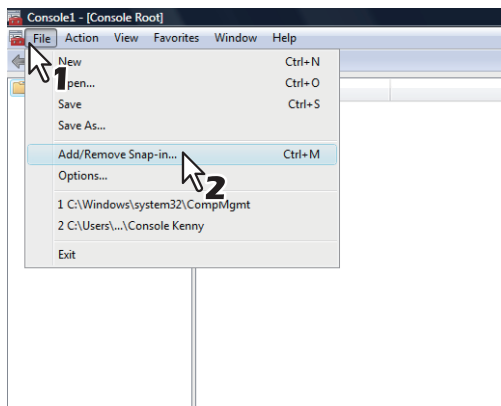 Console1 - [Console Root]
File Action View Favorites Window Help
New Ctrl+N
pen... Ctrl+O
Save Ctrl+S
Save As...
Add/Remove Snap-in... Ctrl+M
Options...
1 C:\Windows\system32\CompMgmt
2 C:\Users\...\Console Kenny
Exit
1
2